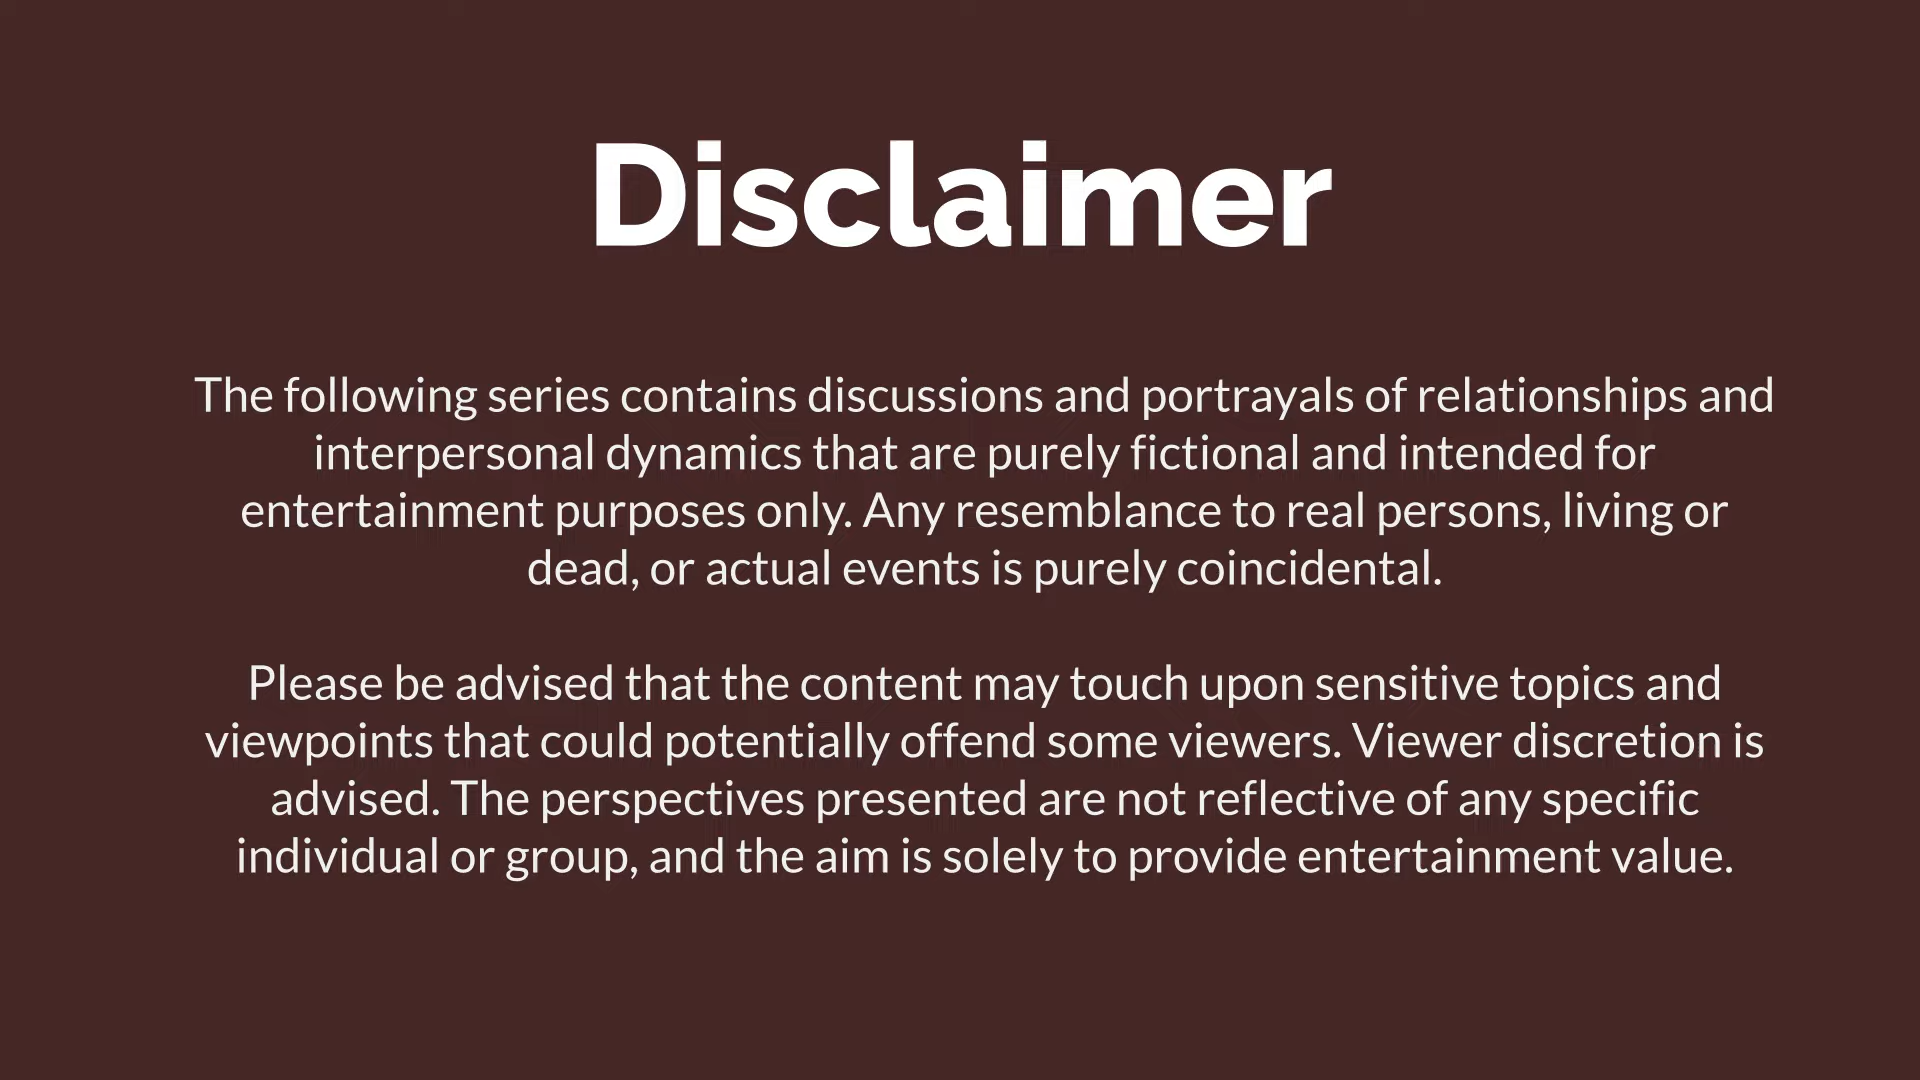 Disclaimer
The following series contains discussions and portrayals of relationships and
interpersonal dynamics that are purely fictional and intended for
entertainment purposes only. Any resemblance to real persons, living or
dead, or actual events is purely coincidental.
Please be advised that the content may touch upon sensitive topics and
viewpoints that could potentially offend some viewers. Viewer discretion is
advised. The perspectives presented are not reflective of any specific
individual or group, and the aim is solely to provide entertainment value.